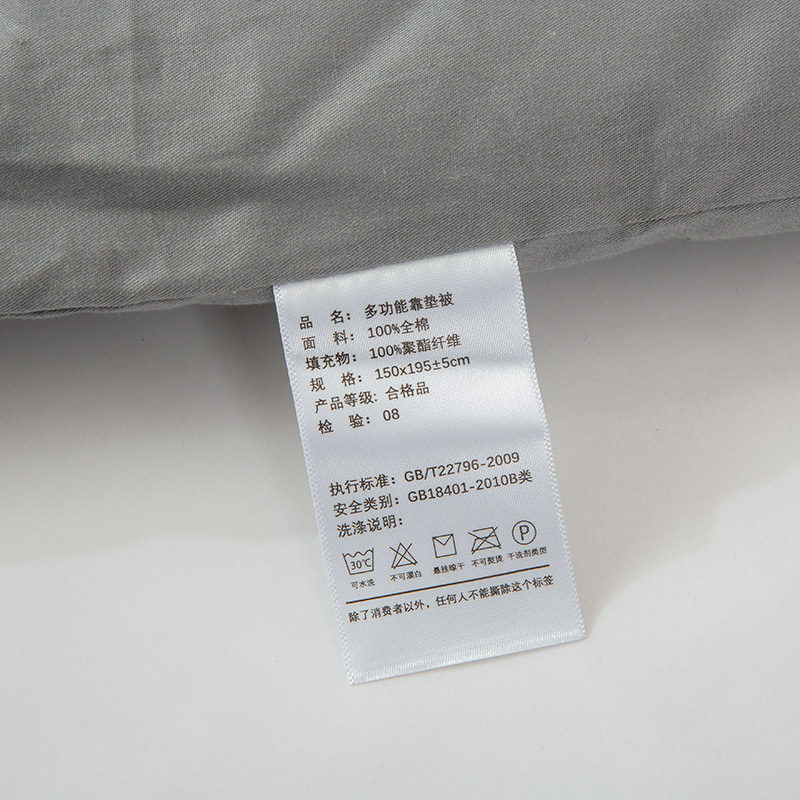 品 名：多功能靠垫被
面 料：100%全棉
填充物：100%聚酯纤维
规 格：150x195±5cm
产品等级：合格品
检 验：08
执行标准：GB/T22796-2009
安全类别：GB18401-2010B类
洗涤说明：
30℃ P
可水洗 不可漂白 悬挂晾干 不可熨烫 干洗剂类型
除了消费者以外，任何人不能撕除这个标签